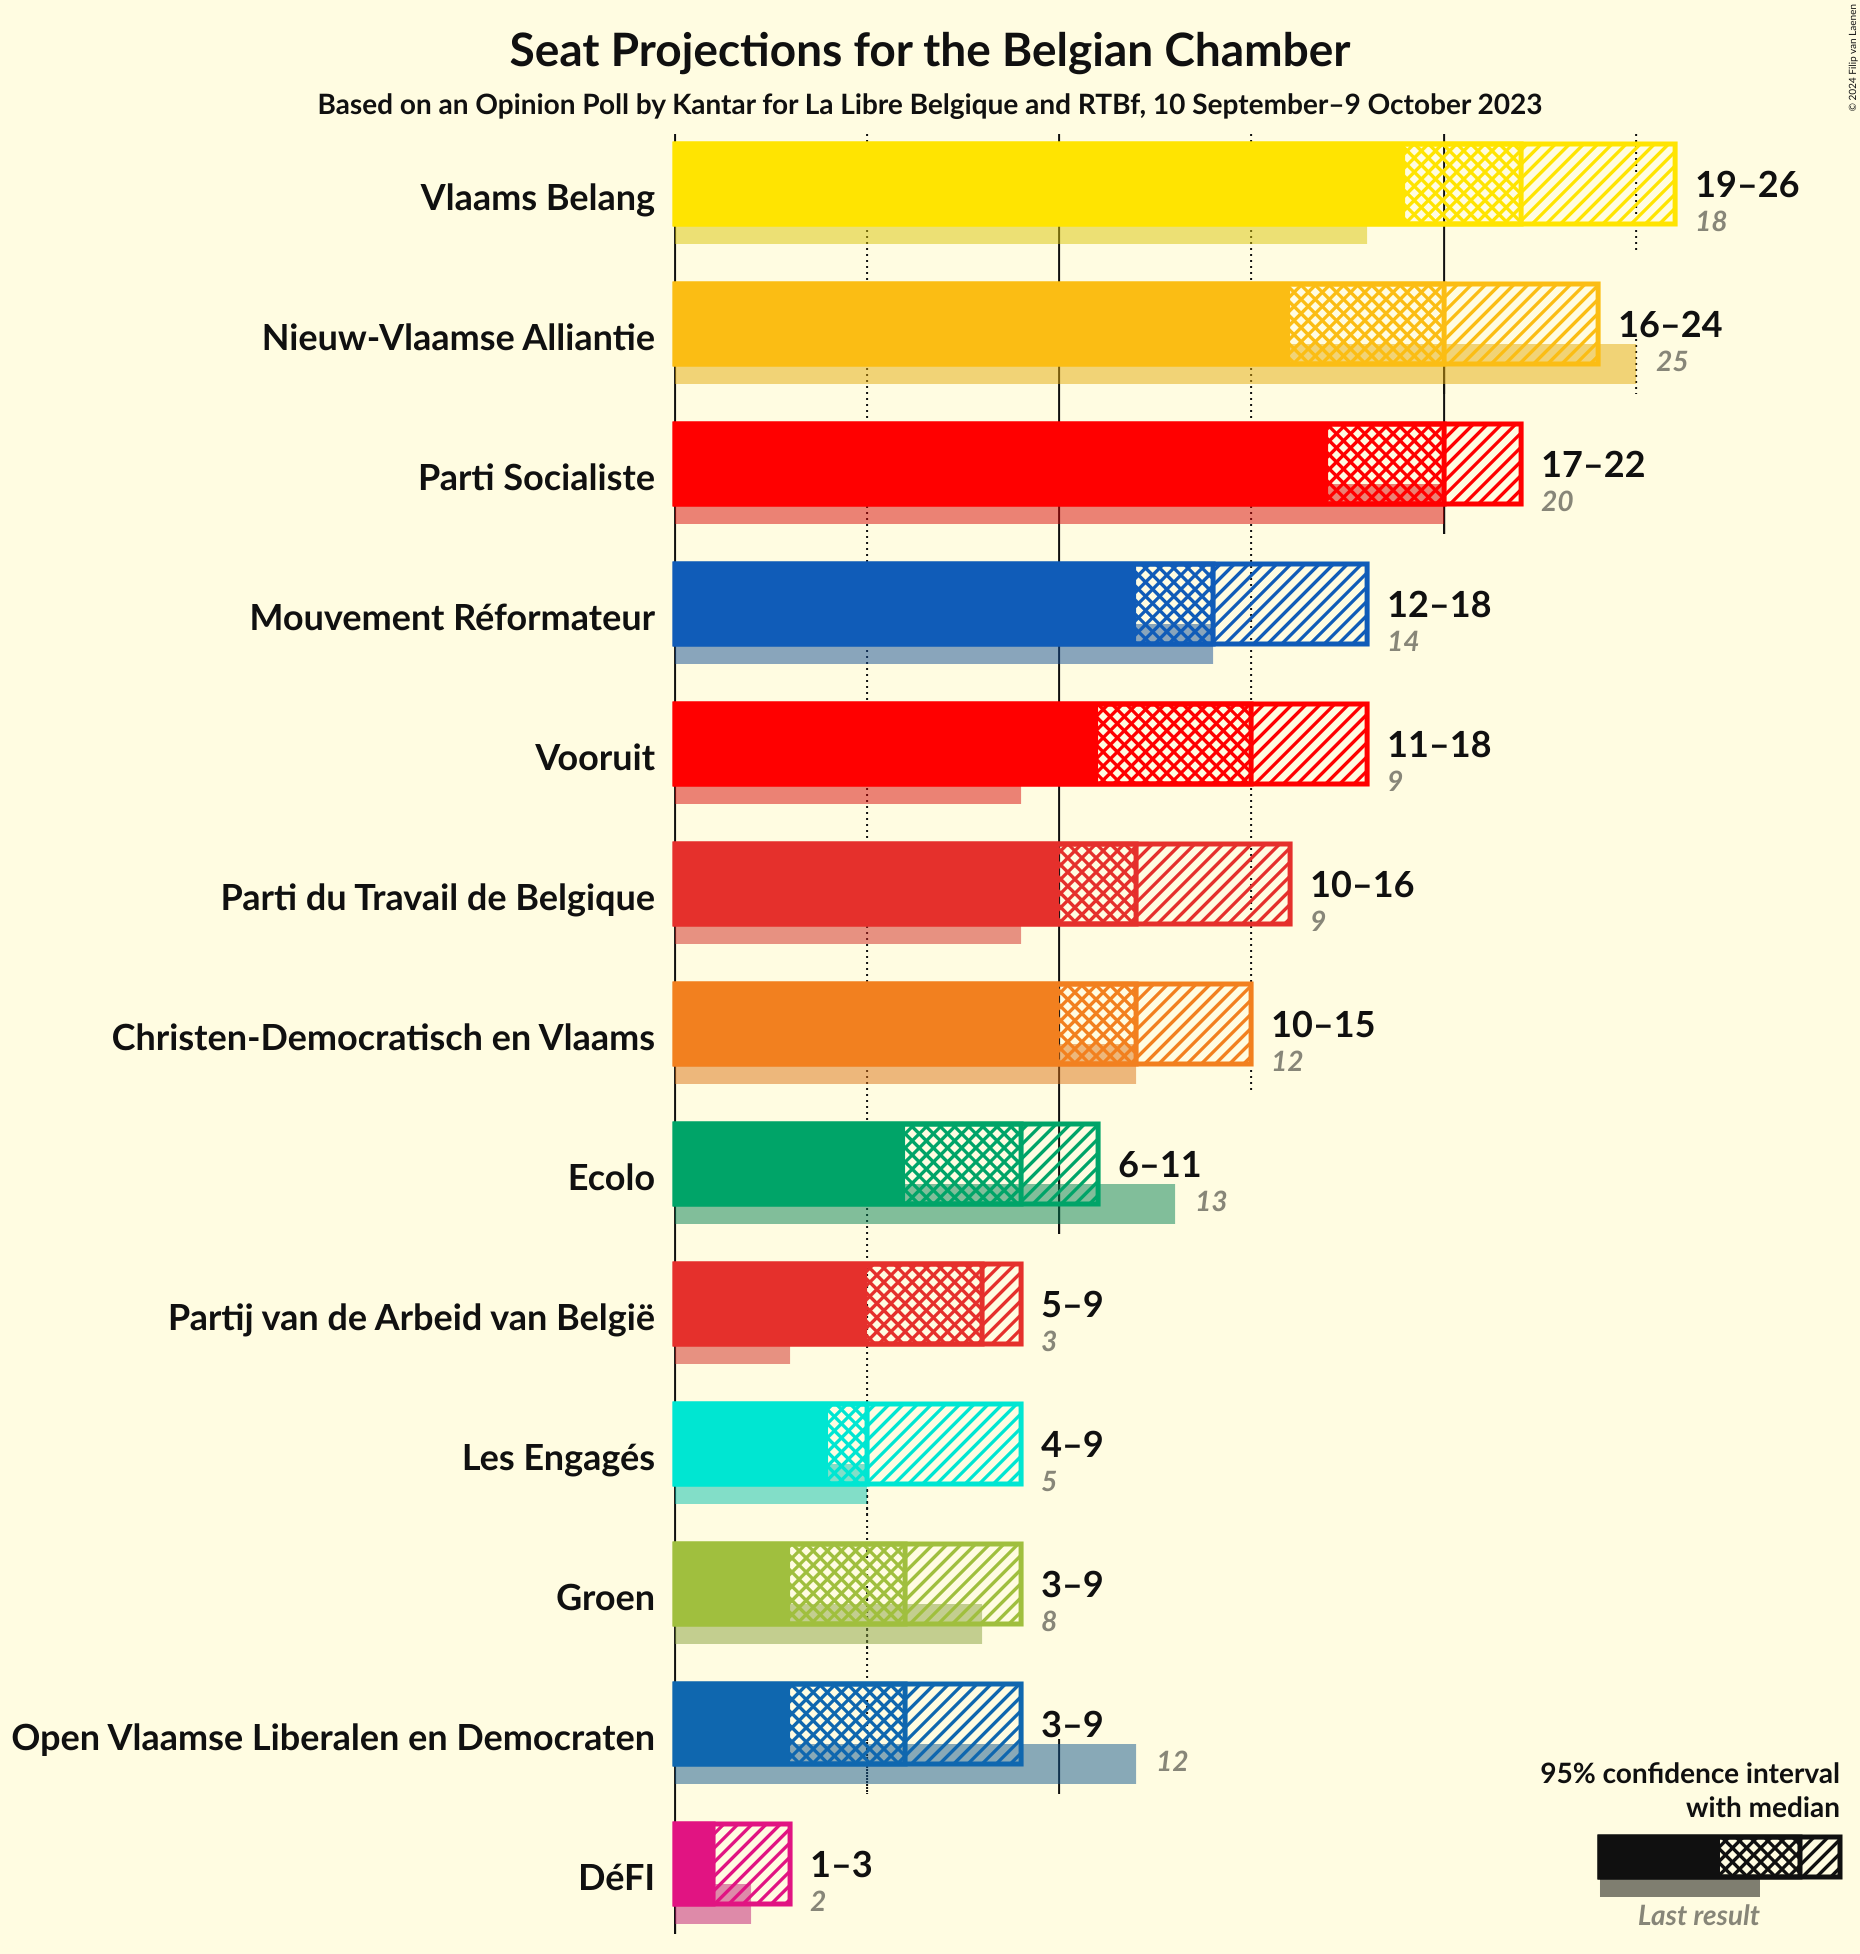 © 2024 Filip van Laenen
Seat Projections for the Belgian Chamber
Based on an Opinion Poll by Kantar for La Libre Belgique and RTBf, 10 September–9 October 2023
Vlaams Belang
19–26
18
Nieuw-Vlaamse Alliantie
16–24
25
Parti Socialiste
17–22
20
Mouvement Réformateur
12–18
14
Vooruit
11–18
9
Parti du Travail de Belgique
10–16
9
Christen-Democratisch en Vlaams
10–15
12
Ecolo
6–11
13
Partij van de Arbeid van België
5–9
3
Les Engagés
4–9
5
Groen
3–9
8
Open Vlaamse Liberalen en Democraten
3–9
12
DéFI
1–3
2
95% confidence interval
with median
Last result